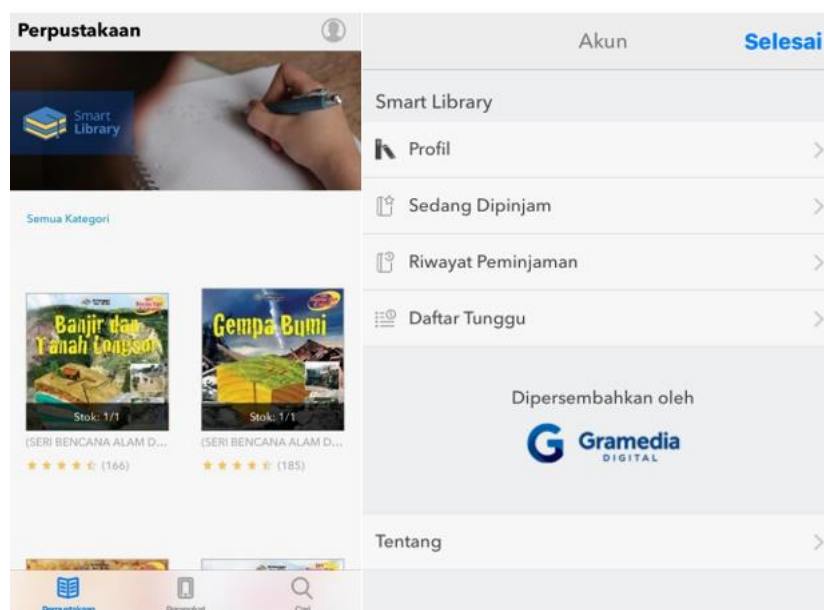 Perpustakaan
Smart
Library
Semua Kategori
Banjir dan
Tanah Longsor
Stok: 1/1
(SERI BENCANA ALAM D...
(166)
Gempa Bumi
Stok: 1/1
(SERI BENCANA ALAM D...
(185)
Perpustakaan
Perangkat
Cari
Akun
Selesai
Smart Library
Profil
Sedang Dipinjam
Riwayat Peminjaman
Daftar Tunggu
Dipersembahkan oleh
G Gramedia
DIGITAL
Tentang